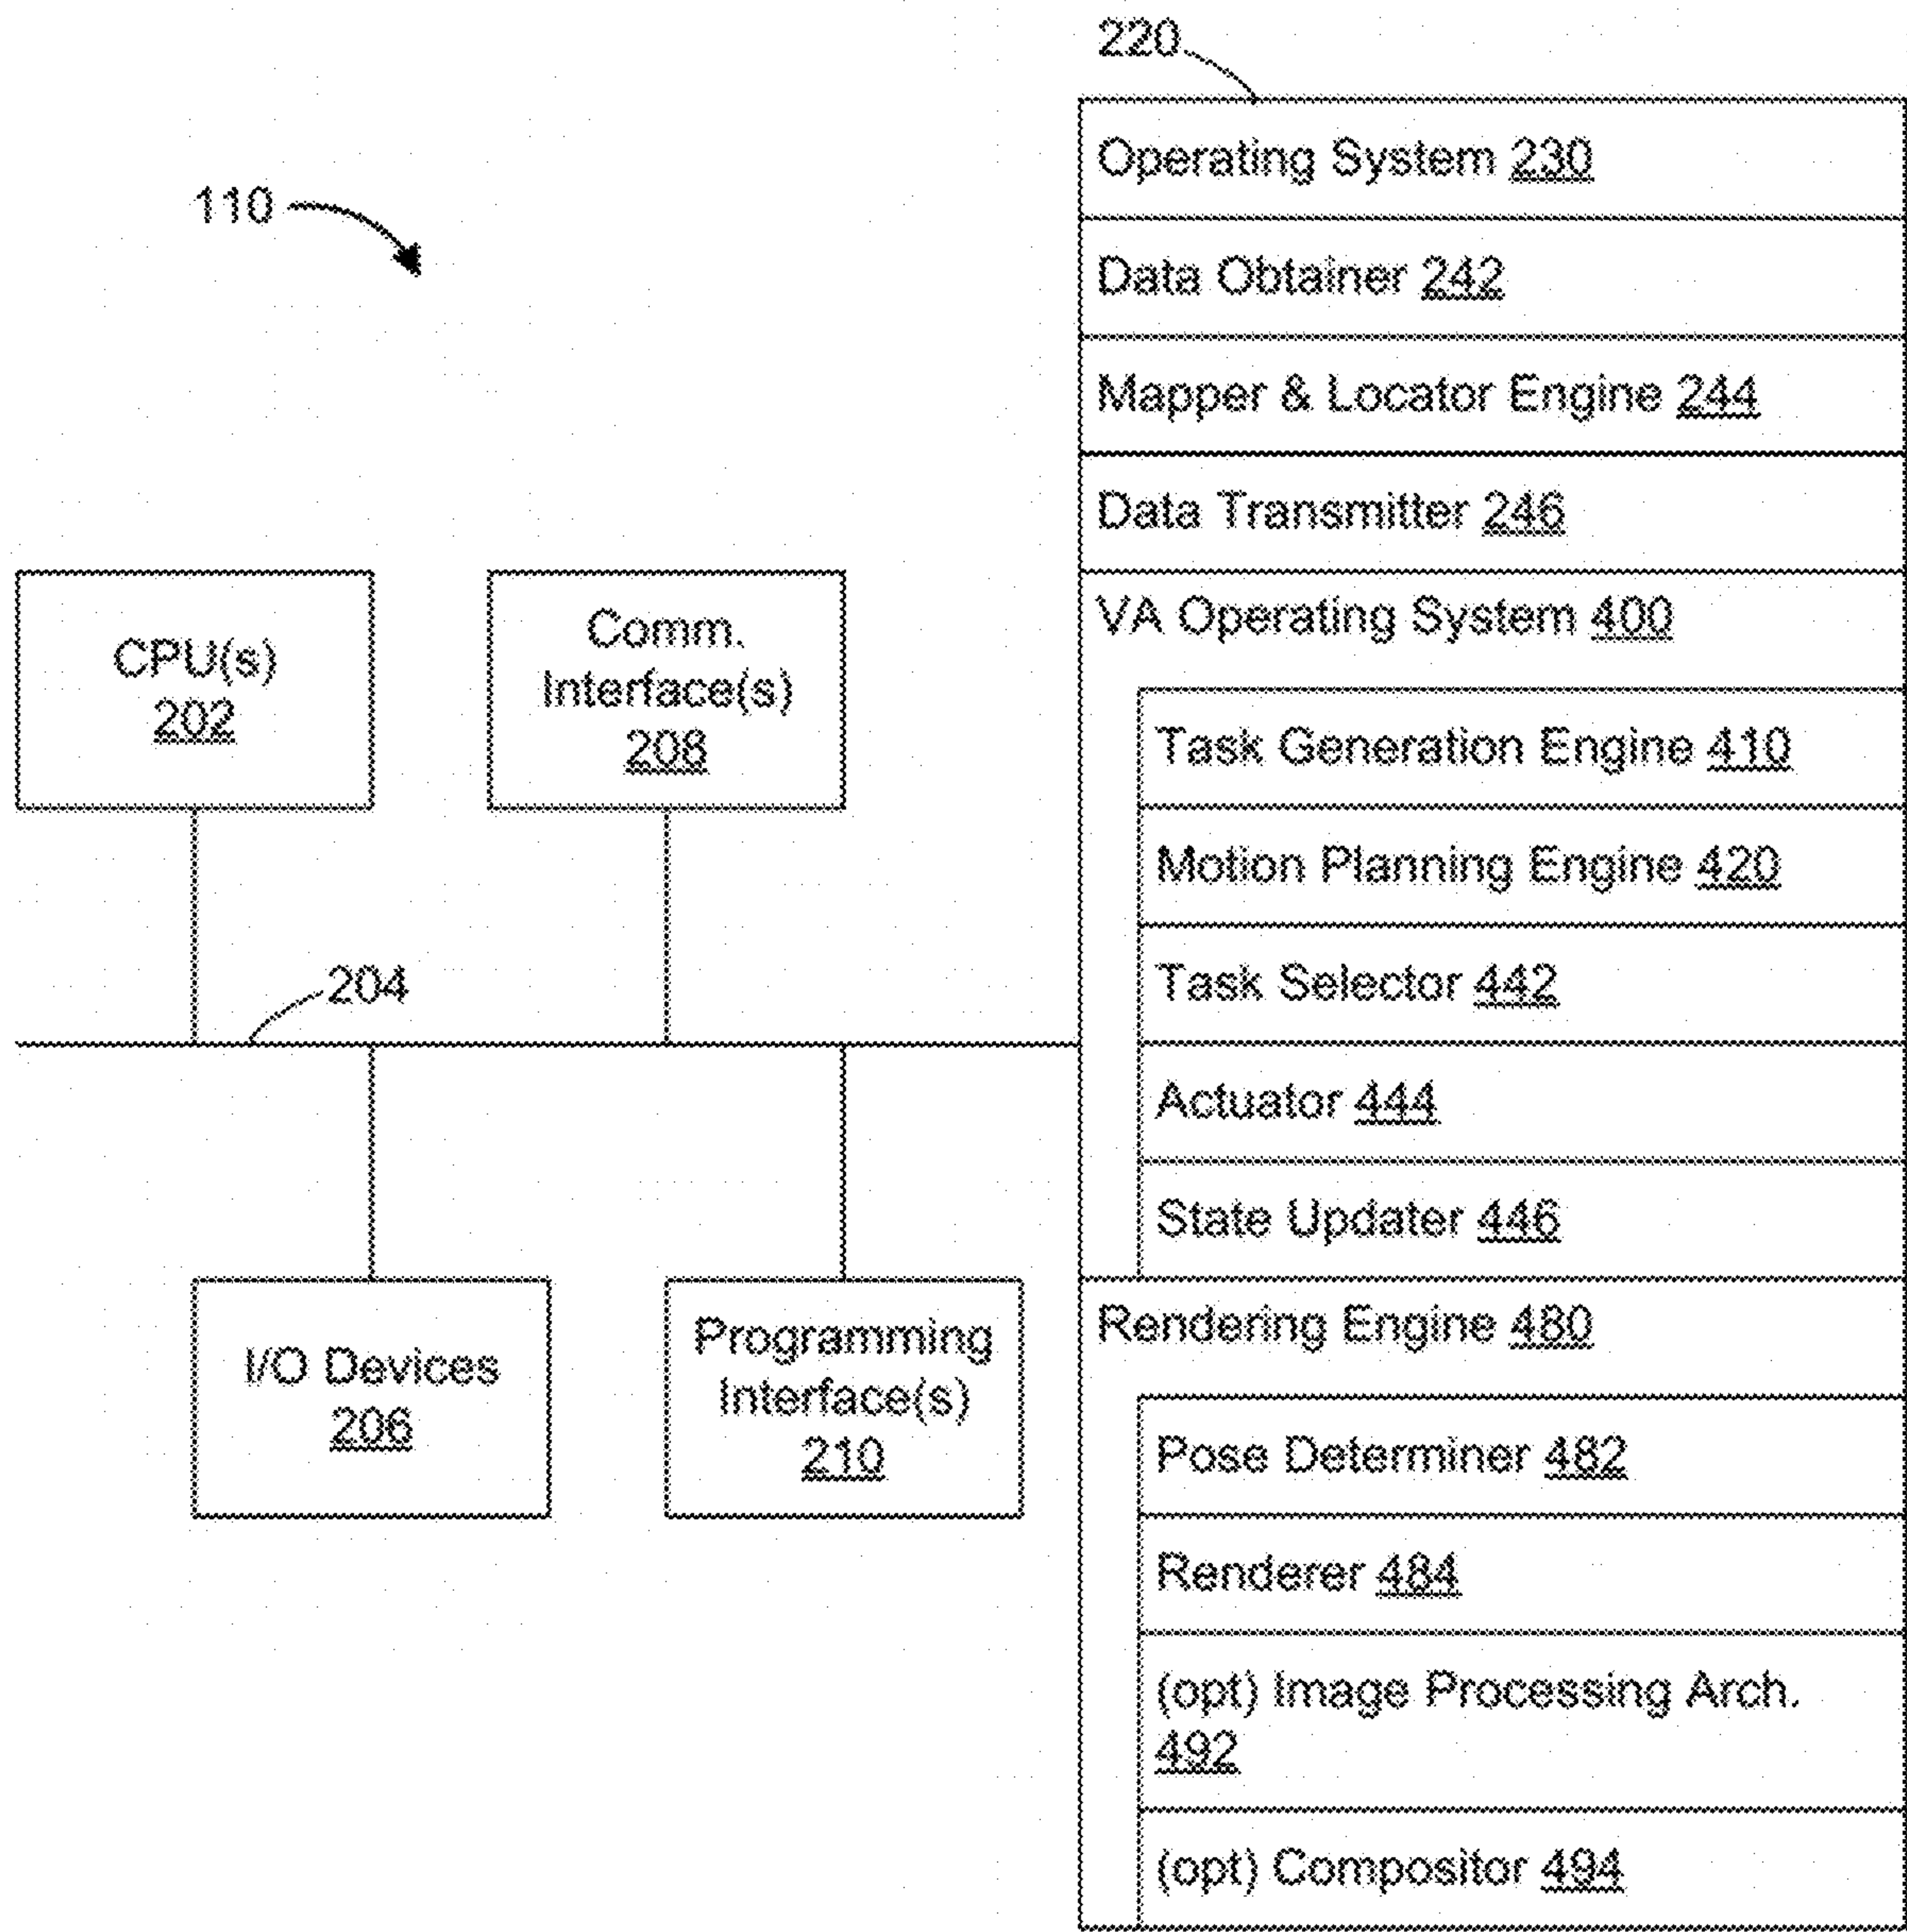 110
CPU(s)
202
Comm.
Interface(s)
208
204
I/O Devices
206
Programming
Interface(s)
210
220
Operating System 230
Data Obtainer 242
Mapper & Locator Engine 244
Data Transmitter 246
VA Operating System 400
Task Generation Engine 410
Motion Planning Engine 420
Task Selector 442
Actuator 444
State Updater 446
Rendering Engine 480
Pose Determiner 482
Renderer 484
(opt) Image Processing Arch.
492
(opt) Compositor 494